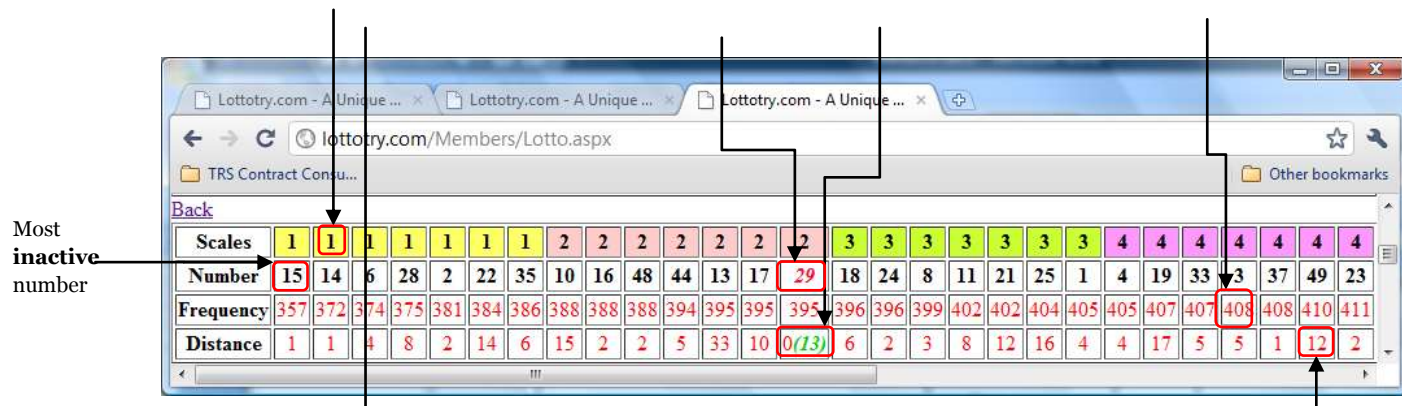 Lottotry.com - A Unique ... Lottotry.com - A Unique ... Lottotry.com - A Unique ...
lottotry.com/Members/Lotto.aspx
TRS Contract Consu... Other bookmarks
Back
Most
inactive
number
Scales 1 1 1 1 1 1 1 2 2 2 2 2 2 2 3 3 3 3 3 3 3 4 4 4 4 4 4 4
Number 15 14 6 28 2 22 35 10 16 48 44 13 17 29 18 24 8 11 21 25 1 4 19 33 3 37 49 23
Frequency 357 372 374 375 381 384 386 388 388 388 394 395 395 395 396 396 399 402 402 404 405 405 407 407 408 408 410 411
Distance 1 1 4 8 2 14 6 15 2 2 5 33 10 0(13) 6 2 3 8 12 16 4 4 17 5 5 1 12 2